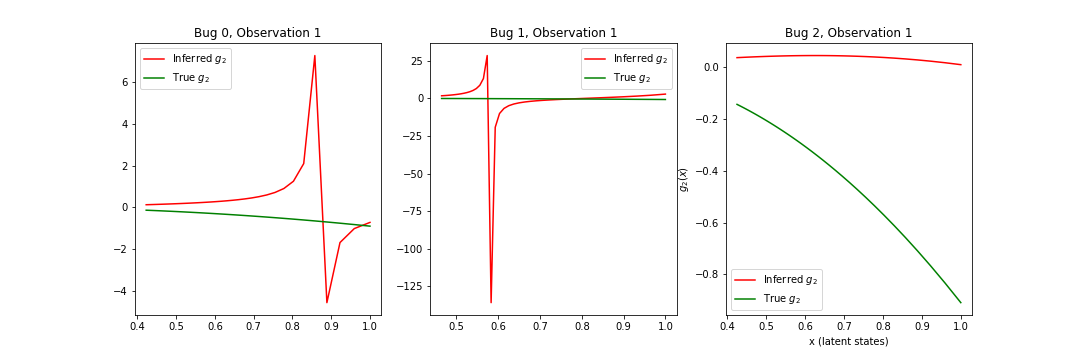 Bug 0, Observation 1
Inferred g₂
True g₂
6
4
2
0
−2
−4
0.4 0.5 0.6 0.7 0.8 0.9 1.0
Bug 1, Observation 1
Inferred g₂
True g₂
25
0
−25
−50
−75
−100
−125
0.5 0.6 0.7 0.8 0.9 1.0
Bug 2, Observation 1
g₂(x)
0.0
−0.2
−0.4
−0.6
−0.8
Inferred g₂
True g₂
0.4 0.5 0.6 0.7 0.8 0.9 1.0
x (latent states)